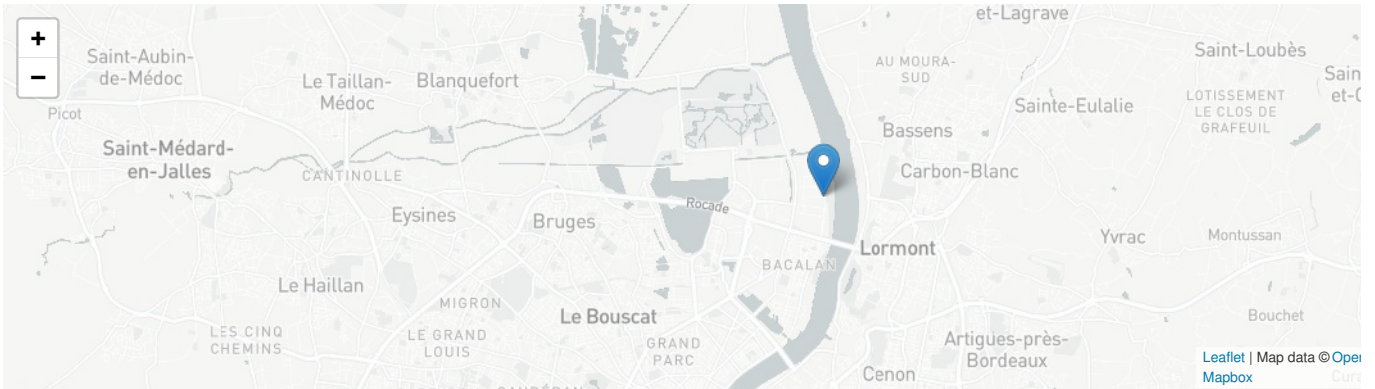 +
−
et-Lagrave
Saint-Aubin-
de-Médoc
Le Taillan-
Médoc
Blanquefort
AU MOURA-
SUD
Saint-Loubès
Picot
Sainte-Eulalie
LOTISSEMENT
LE CLOS DE
GRAFEUIL
Saint-Médard-
en-Jalles
Bassens
CANTINOLLE
Carbon-Blanc
Eysines
Bruges
Rocade
Lormont
Yvrac
Montussan
BACALAN
Le Haillan
MIGRON
Le Bouscat
Bouchet
LES CINQ
CHEMINS
LE GRAND
LOUIS
GRAND
PARC
Artigues-près-
Bordeaux
Cenon
Leaflet | Map data ©
Mapbox